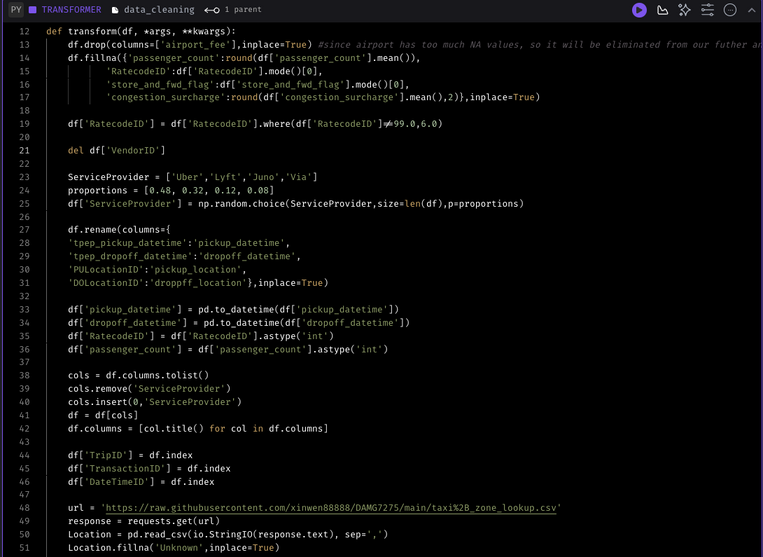 PY TRANSFORMER data_cleaning 1 parent
12 def transform(df, *args, **kwargs):
13     df.drop(columns=['airport_fee'],inplace=True) #since airport has too much NA values, so it will be eliminated from our futher an
14     df.fillna({'passenger_count':round(df['passenger_count'].mean()),
15             'RatecodeID':df['RatecodeID'].mode()[0],
16             'store_and_fwd_flag':df['store_and_fwd_flag'].mode()[0],
17             'congestion_surcharge':round(df['congestion_surcharge'].mean(),2)},inplace=True)
18
19     df['RatecodeID'] = df['RatecodeID'].where(df['RatecodeID']!=99.0,6.0)
20
21     del df['VendorID']
22
23     ServiceProvider = ['Uber','Lyft','Juno','Via']
24     proportions = [0.48, 0.32, 0.12, 0.08]
25     df['ServiceProvider'] = np.random.choice(ServiceProvider,size=len(df),p=proportions)
26
27     df.rename(columns={
28     'tpep_pickup_datetime':'pickup_datetime',
29     'tpep_dropoff_datetime':'dropoff_datetime',
30     'PULocationID':'pickup_location',
31     'DOLocationID':'droppff_location'},inplace=True)
32
33     df['pickup_datetime'] = pd.to_datetime(df['pickup_datetime'])
34     df['dropoff_datetime'] = pd.to_datetime(df['dropoff_datetime'])
35     df['RatecodeID'] = df['RatecodeID'].astype('int')
36     df['passenger_count'] = df['passenger_count'].astype('int')
37
38     cols = df.columns.tolist()
39     cols.remove('ServiceProvider')
40     cols.insert(0,'ServiceProvider')
41     df = df[cols]
42     df.columns = [col.title() for col in df.columns]
43
44     df['TripID'] = df.index
45     df['TransactionID'] = df.index
46     df['DateTimeID'] = df.index
47
48     url = 'https://raw.githubusercontent.com/xinwen88888/DAMG7275/main/taxi%2B_zone_lookup.csv'
49     response = requests.get(url)
50     Location = pd.read_csv(io.StringIO(response.text), sep=',')
51     Location.fillna('Unknown',inplace=True)